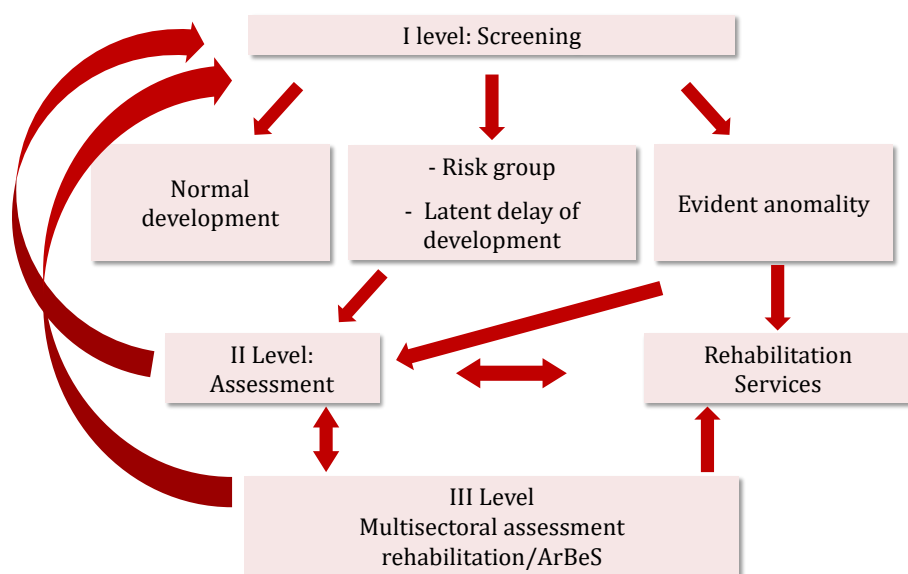 I level: Screening
Normal
development
- Risk group
- Latent delay of
development
Evident anomality
II Level:
Assessment
Rehabilitation
Services
III Level
Multisectoral assessment
rehabilitation/ArBeS